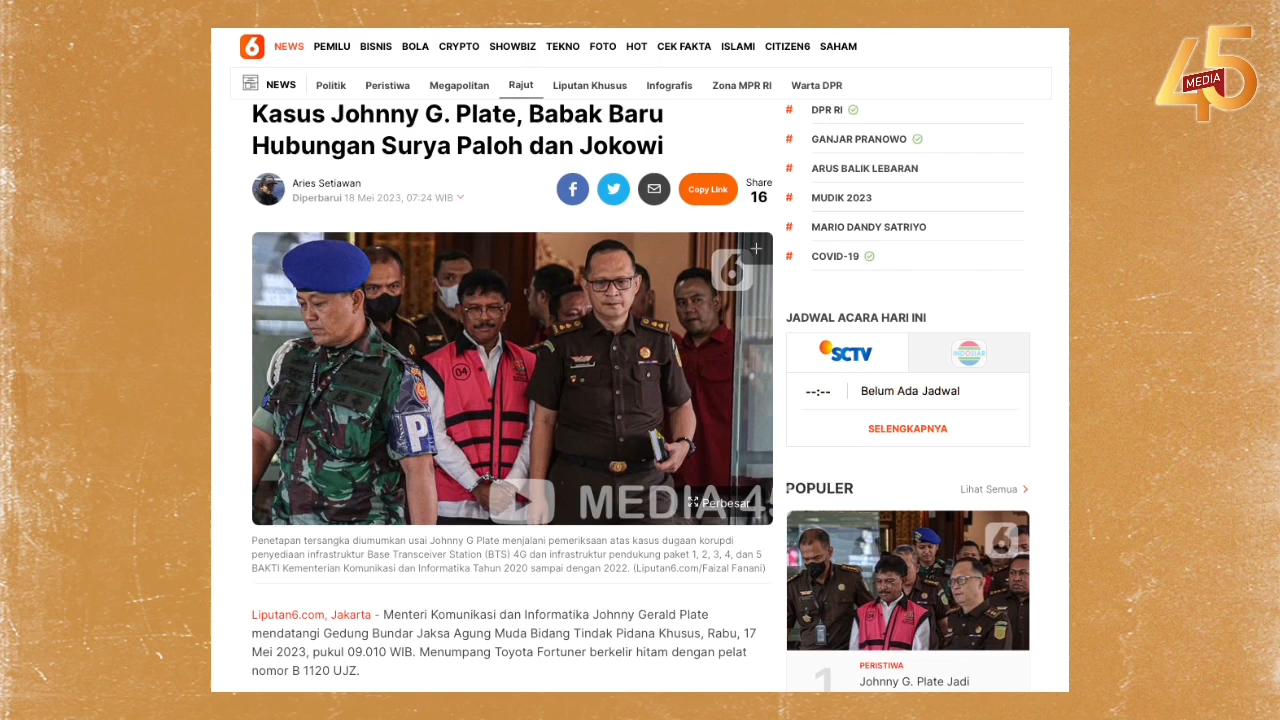 45
MEDIA
6
NEWS PEMILU BISNIS BOLA CRYPTO SHOWBIZ TEKNO FOTO HOT CEK FAKTA ISLAMI CITIZEN6 SAHAM
NEWS Politik Peristiwa Megapolitan Rajut Liputan Khusus Infografis Zona MPR RI Warta DPR
Kasus Johnny G. Plate, Babak Baru
Hubungan Surya Paloh dan Jokowi
Aries Setiawan
Diperbarui 18 Mei 2023, 07:24 WIB
Copy Link
Share
16
04
P
6
MEDIA 45
Perbesar
Penetapan tersangka diumumkan usai Johnny G Plate menjalani pemeriksaan atas kasus dugaan korupdi
penyediaan infrastruktur Base Transceiver Station (BTS) 4G dan infrastruktur pendukung paket 1, 2, 3, 4, dan 5
BAKTI Kementerian Komunikasi dan Informatika Tahun 2020 sampai dengan 2022. (Liputan6.com/Faizal Fanani)
Liputan6.com, Jakarta - Menteri Komunikasi dan Informatika Johnny Gerald Plate
mendatangi Gedung Bundar Jaksa Agung Muda Bidang Tindak Pidana Khusus, Rabu, 17
Mei 2023, pukul 09.010 WIB. Menumpang Toyota Fortuner berkelir hitam dengan pelat
nomor B 1120 UJZ.
# DPR RI
# GANJAR PRANOWO
# ARUS BALIK LEBARAN
# MUDIK 2023
# MARIO DANDY SATRIYO
# COVID-19
JADWAL ACARA HARI INI
SCTV INDOSIAR
--:-- Belum Ada Jadwal
SELENGKAPNYA
POPULER
Lihat Semua
6
1
PERISTIWA
Johnny G. Plate Jadi